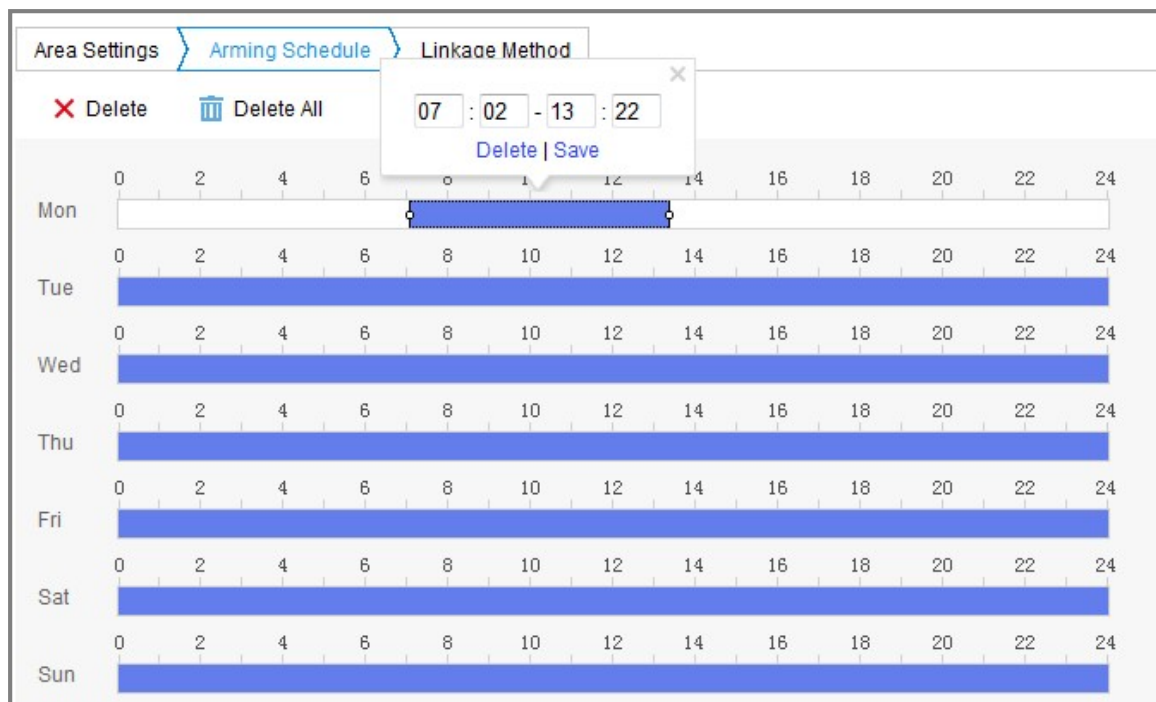 Area Settings Arming Schedule Linkage Method
Delete Delete All
07 : 02 - 13 : 22
Delete | Save
0 2 4 6 8 10 12 14 16 18 20 22 24
Mon
0 2 4 6 8 10 12 14 16 18 20 22 24
Tue
0 2 4 6 8 10 12 14 16 18 20 22 24
Wed
0 2 4 6 8 10 12 14 16 18 20 22 24
Thu
0 2 4 6 8 10 12 14 16 18 20 22 24
Fri
0 2 4 6 8 10 12 14 16 18 20 22 24
Sat
0 2 4 6 8 10 12 14 16 18 20 22 24
Sun